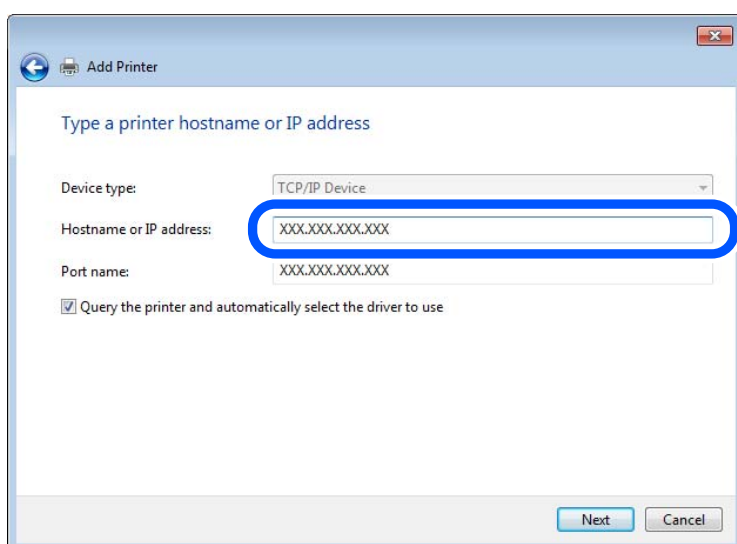 Add Printer
Type a printer hostname or IP address
Device type: TCP/IP Device
Hostname or IP address: XXX.XXX.XXX.XXX
Port name: XXX.XXX.XXX.XXX
Query the printer and automatically select the driver to use
Next Cancel